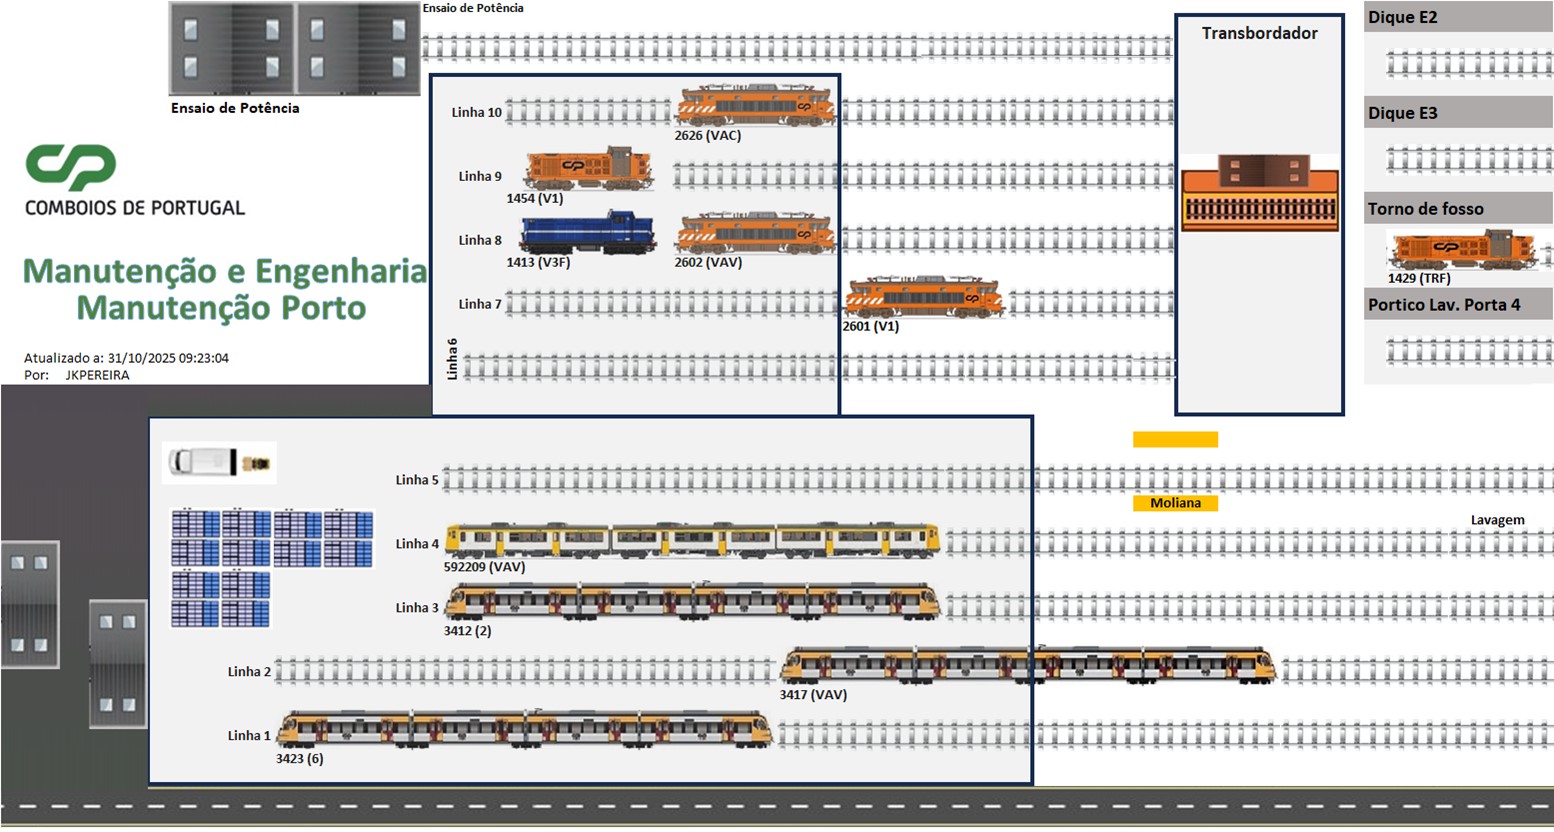 Ensaio de Potência
Ensaio de Potência
CP
COMBOIOS DE PORTUGAL
Manutenção e Engenharia
Manutenção Porto
Atualizado a: 31/10/2025 09:23:04
Por: JKPEREIRA
Linha 10
2626 (VAC)
Linha 9
1454 (V1)
Linha 8
1413 (V3F)
2602 (VAV)
Linha 7
2601 (V1)
Linha 6
Transbordador
Dique E2
Dique E3
Torno de fosso
1429 (TRF)
Portico Lav. Porta 4
Linha 5
Moliana
Lavagem
Linha 4
592209 (VAV)
Linha 3
3412 (2)
Linha 2
3417 (VAV)
Linha 1
3423 (6)